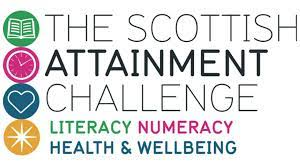 THE SCOTTISH
ATTAINMENT
CHALLENGE
LITERACY NUMERACY
HEALTH & WELLBEING